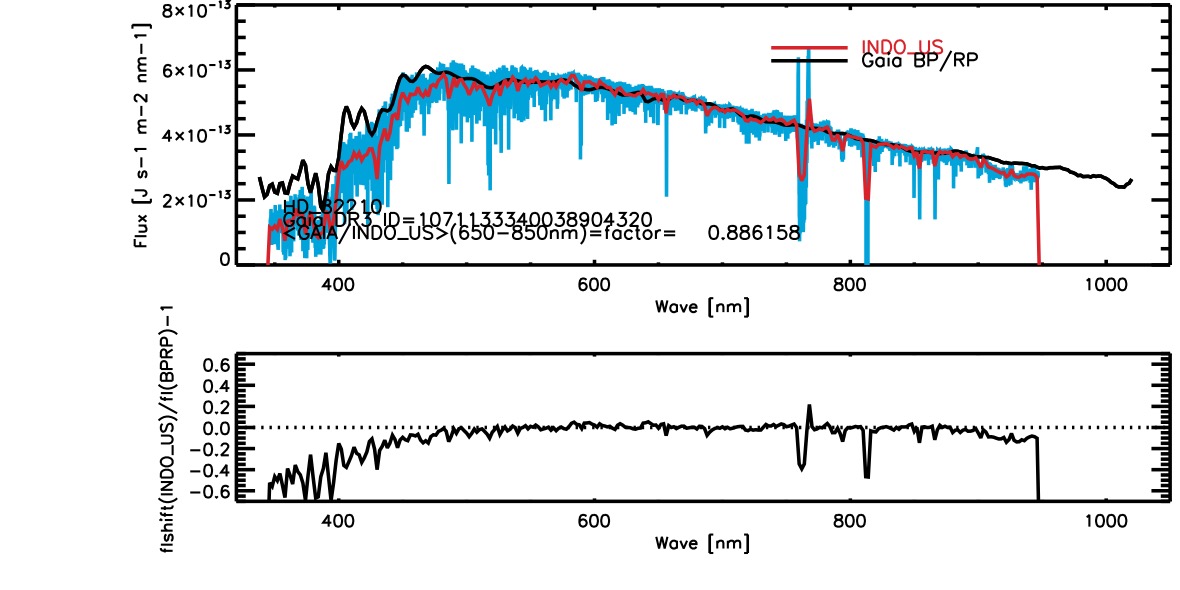 8×10−13
6×10−13
4×10−13
2×10−13
0
Flux [J s−1 m−2 nm−1]
INDO_US
Gaia BP/RP
HD_82210
Gaia DR3 ID=1071133340038904320
<GAIA/INDO_US>(650−850nm)=factor= 0.886158
400 600 800 1000
Wave [nm]
flshift(INDO_US)/fl(BPRP)−1
0.6
0.4
0.2
0.0
−0.2
−0.4
−0.6
400 600 800 1000
Wave [nm]